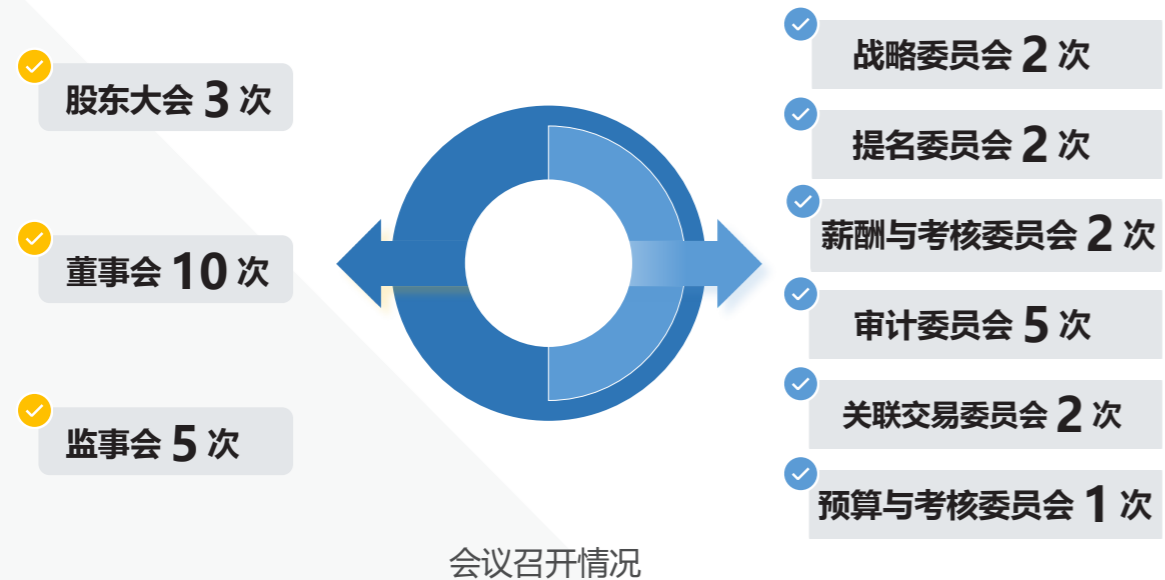 股东大会 3 次
董事会 10 次
监事会 5 次
战略委员会 2 次
提名委员会 2 次
薪酬与考核委员会 2 次
审计委员会 5 次
关联交易委员会 2 次
预算与考核委员会 1 次
会议召开情况